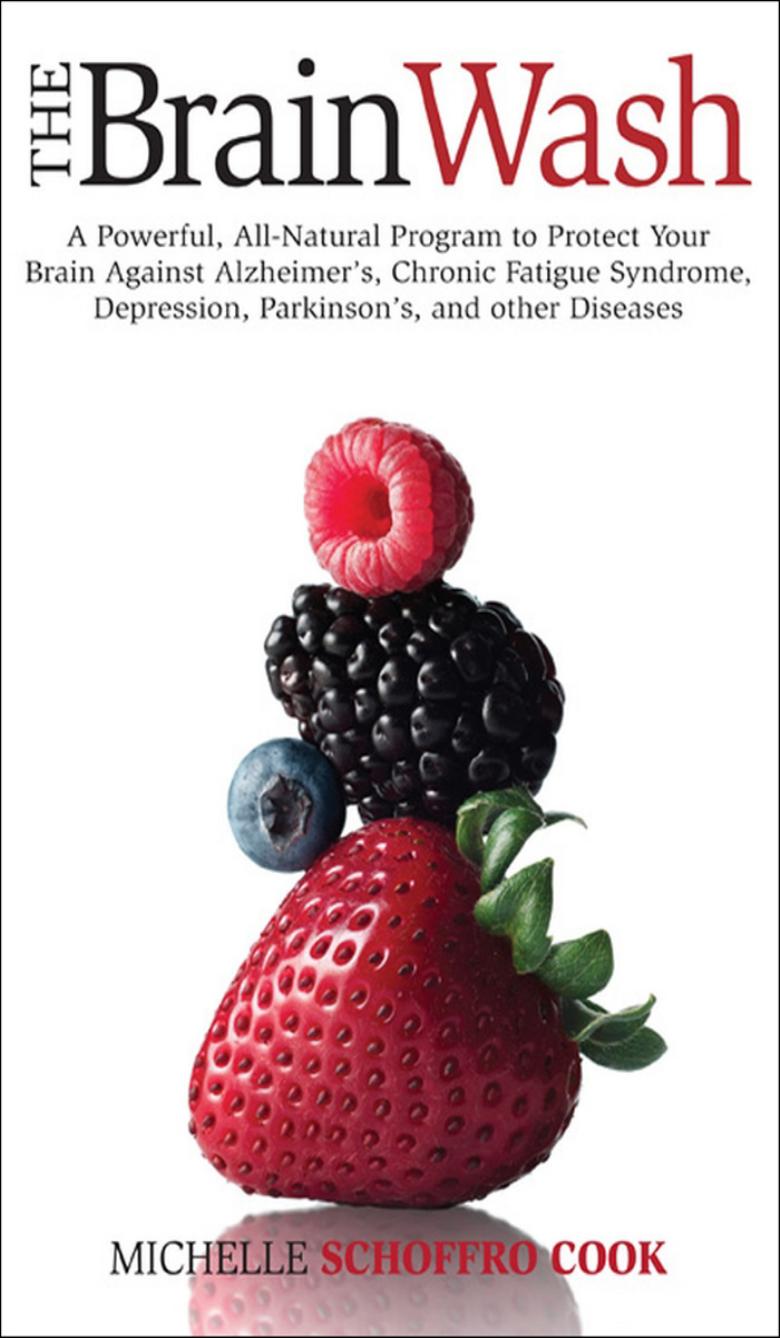 THE BrainWash
A Powerful, All-Natural Program to Protect Your
Brain Against Alzheimer's, Chronic Fatigue Syndrome,
Depression, Parkinson's, and other Diseases
MICHELLE SCHOFFRO COOK